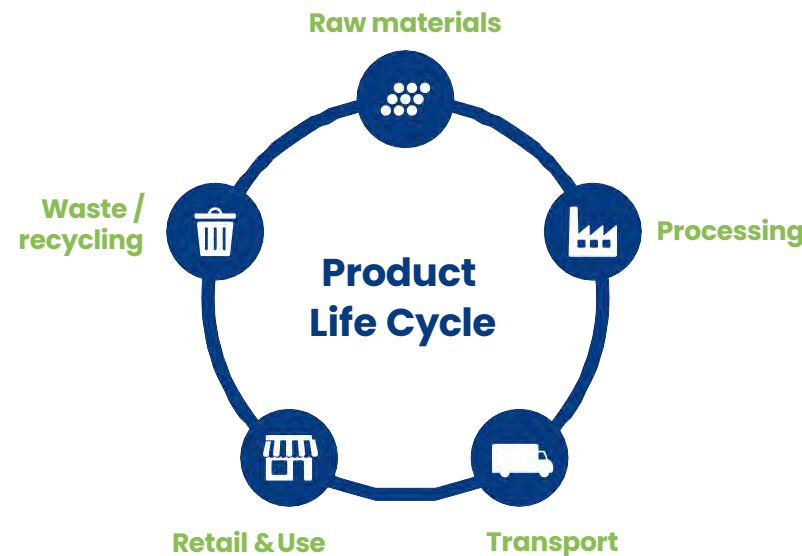 Raw materials
Waste /
recycling
Processing
Product
Life Cycle
Retail & Use
Transport